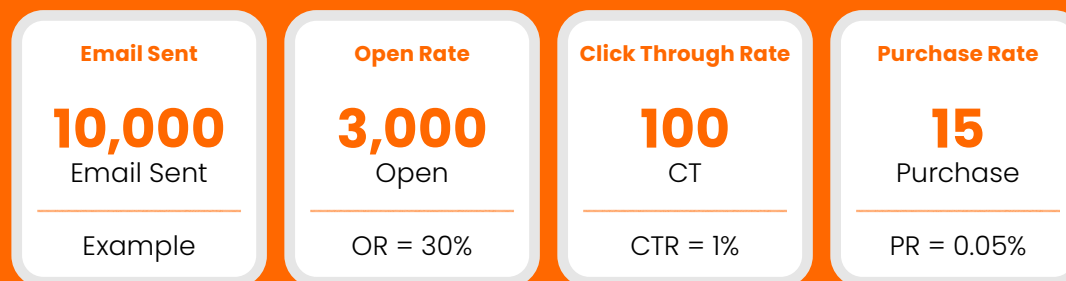 Email Sent
10,000
Email Sent
Example
Open Rate
3,000
Open
OR = 30%
Click Through Rate
100
CT
CTR = 1%
Purchase Rate
15
Purchase
PR = 0.05%